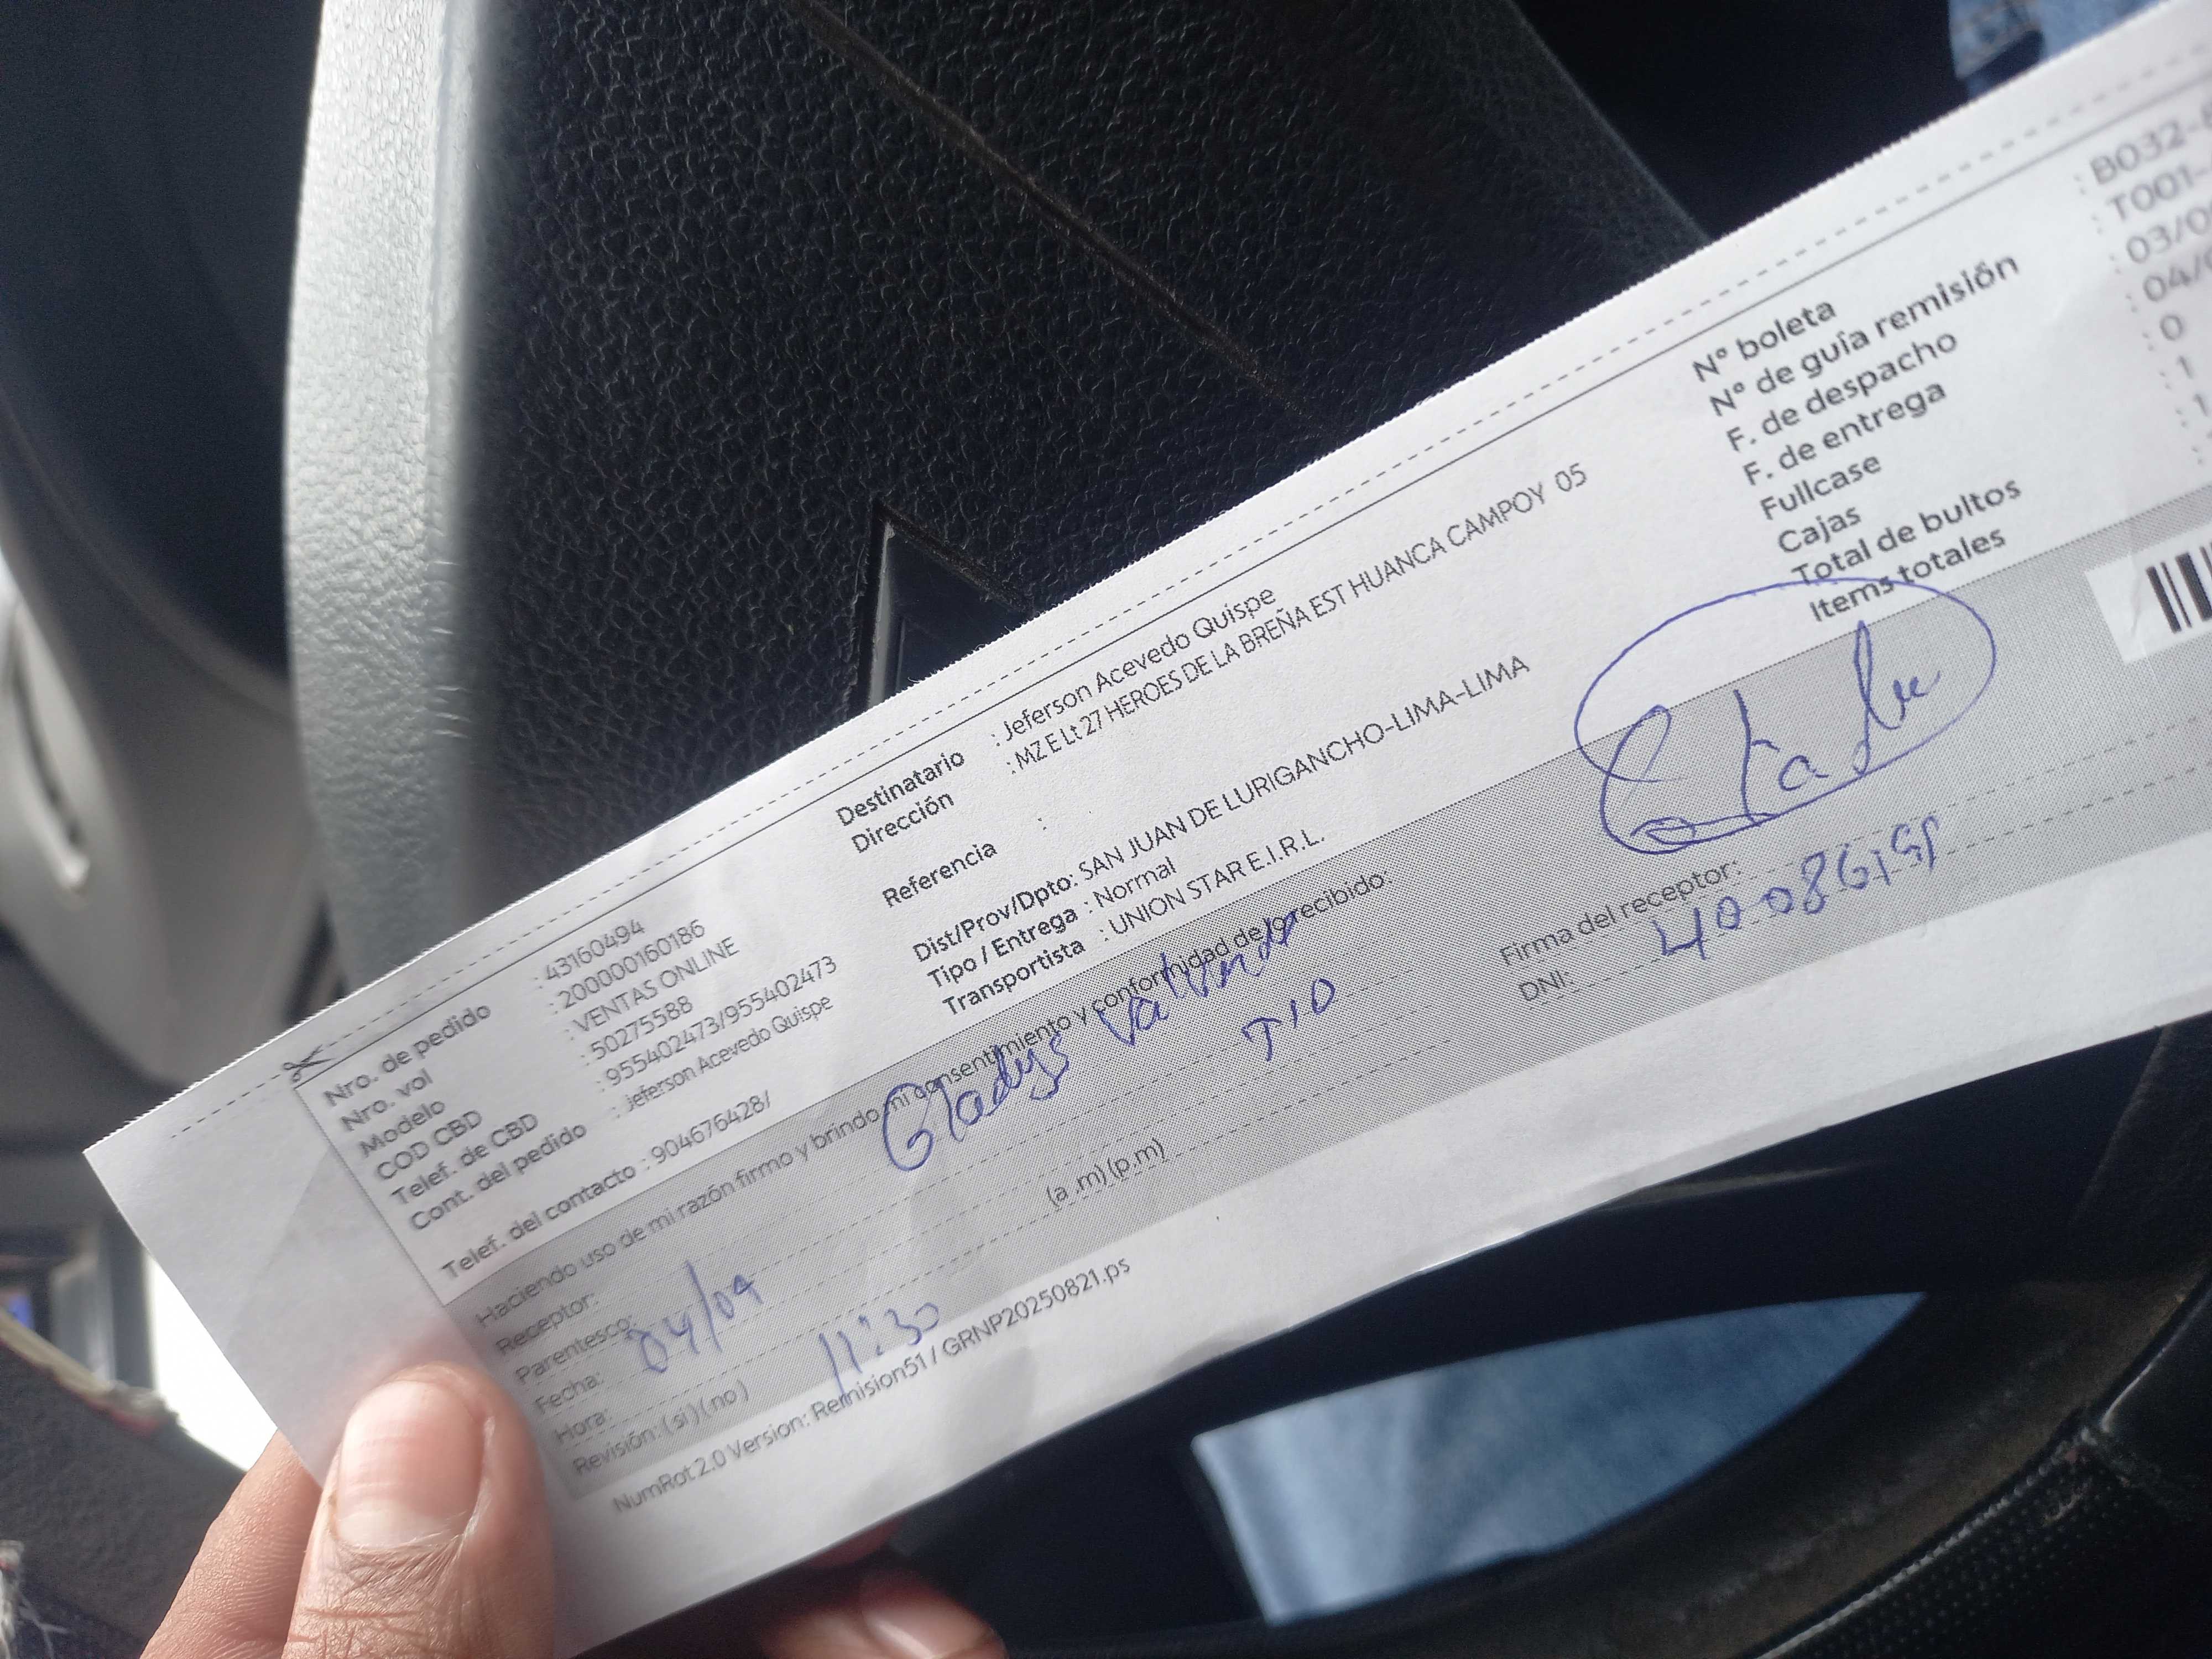 Nro. de pedido : 43160494
Nro. vol : 200000160186
Modelo : VENTAS ONLINE
COD CBD : 50275588
Telef. de CBD : 955402473/955402473
Cont. del pedido : Jeferson Acevedo Quispe
Telef. del contacto : 904676428/
Destinatario : Jeferson Acevedo Quispe
Dirección : MZ E Lt 27 HEROES DE LA BREÑA EST HUANCA CAMPOY 05
Referencia :
Dist/Prov/Dpto: SAN JUAN DE LURIGANCHO-LIMA-LIMA
Tipo / Entrega : Normal
Transportista : UNION STAR E.I.R.L.
N° boleta : B032-
N° de guía remisión : T001-
F. de despacho : 03/0
F. de entrega : 04/0
Fullcase : 0
Cajas : 1
Total de bultos : 1
Items totales :
Haciendo uso de mi razón firmo y brindo mi consentimiento y conformidad de lo recibido:
Receptor: Gladys
Parentesco: TIO
Fecha: 04/09
Hora: 11:30 (a .m) (p.m)
Revisión: (si) (no)
Firma del receptor:
DNI:
NumRot 2.0 Version: Remision51 / GRNP20250821.ps